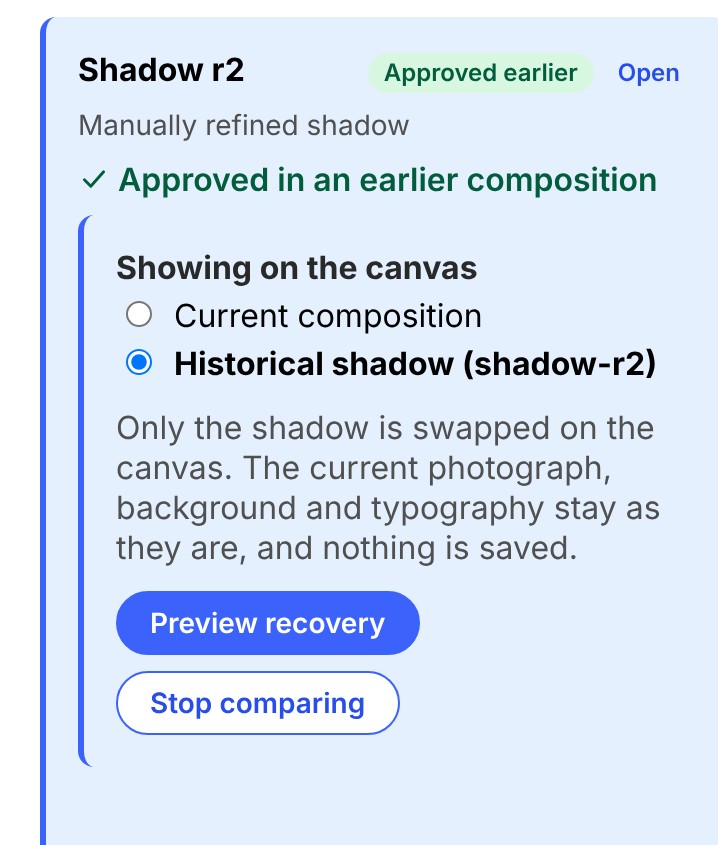 Shadow r2
Approved earlier
Open
Manually refined shadow
Approved in an earlier composition
Showing on the canvas
Current composition
Historical shadow (shadow-r2)
Only the shadow is swapped on the
canvas. The current photograph,
background and typography stay as
they are, and nothing is saved.
Preview recovery
Stop comparing